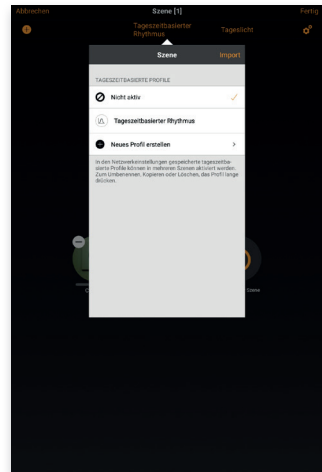 Abbrechen Szene [1] Fertig
Tageszeitbasierter
Rhythmus
Tageslicht
Szene Import
TAGESZEITBASIERTE PROFILE
Nicht aktiv
Tageszeitbasierter Rhythmus
Neues Profil erstellen
In den Netzwerkeinstellungen gespeicherte tageszeitba-
sierte Profile können in mehreren Szenen aktiviert werden.
Zum Umbenennen, Kopieren oder Löschen, das Profil lange
drücken.
Szene